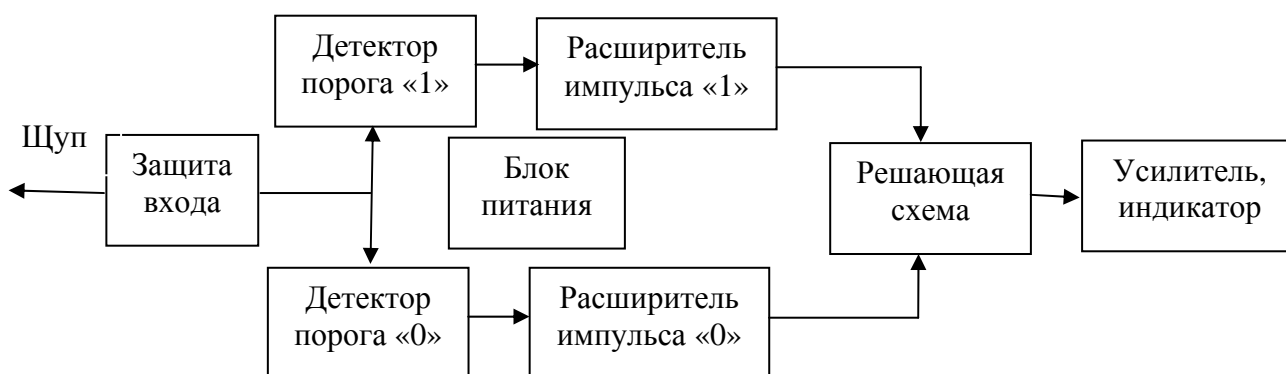 Детектор
порога «1»
Расширитель
импульса «1»
Щуп
Защита
входа
Блок
питания
Решающая
схема
Усилитель,
индикатор
Детектор
порога «0»
Расширитель
импульса «0»